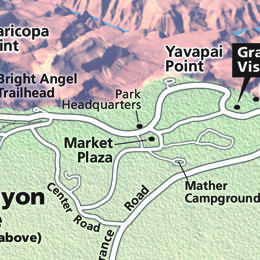 aricopa
int
Bright Angel
Trailhead
Yavapai
Point
Gra
Vis
Park
Headquarters
Market
Plaza
yon
e
above)
Center Road
Road
rance
Mather
Campground